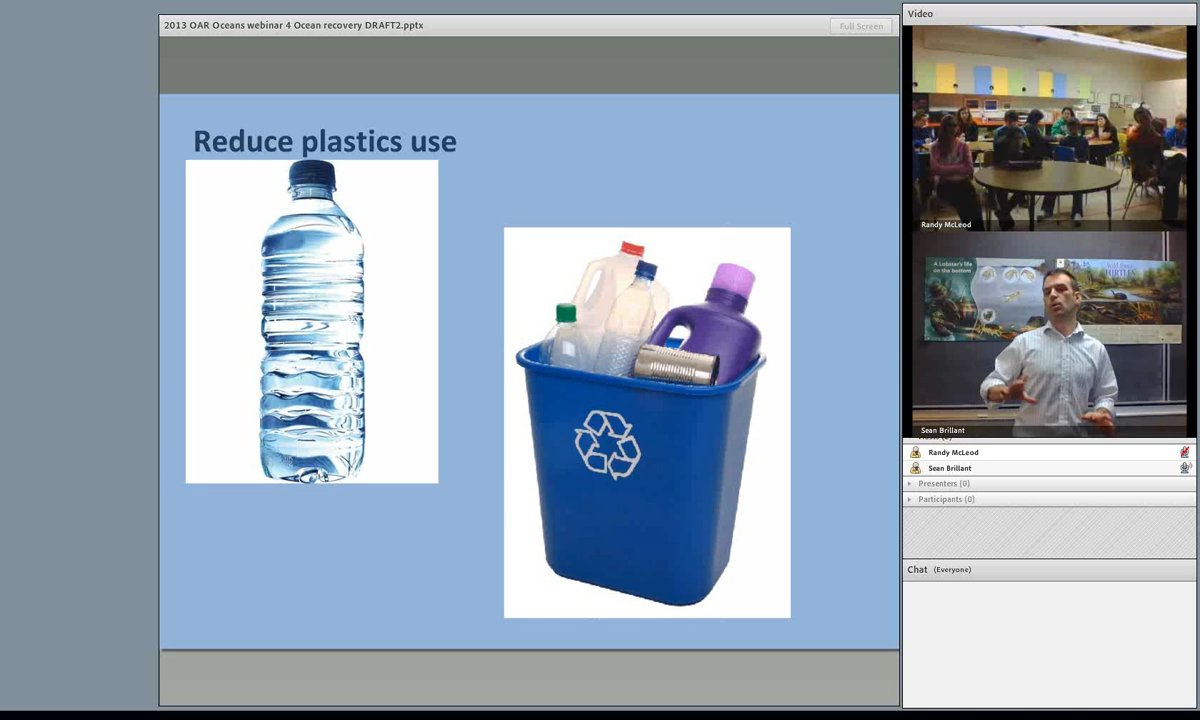 2013 OAR Oceans webinar 4 Ocean recovery DRAFT2.pptx
Full Screen
Reduce plastics use
Video
A Lobster's life
on the bottom
TURTLES
Randy McLeod
Sean Brillant
Randy McLeod
Sean Brillant
Presenters (0)
Participants (0)
Chat (Everyone)